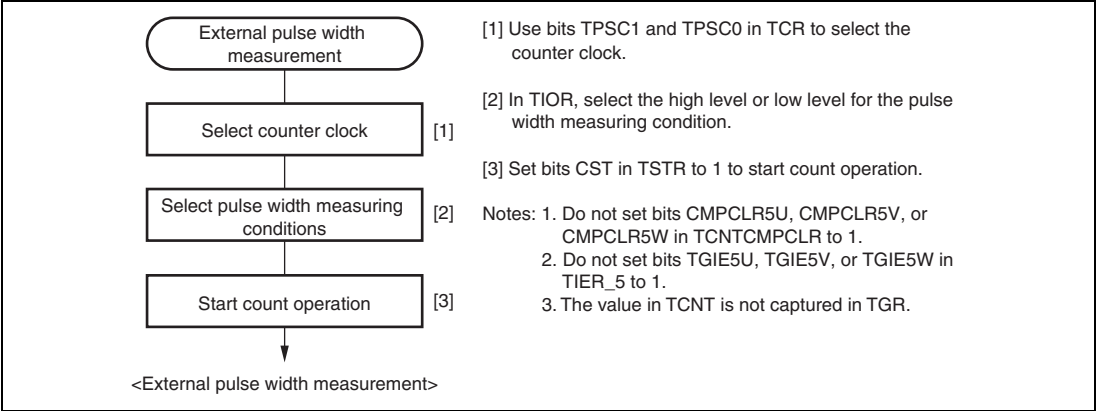 External pulse width
measurement
Select counter clock
[1]
Select pulse width measuring
conditions
[2]
Start count operation
[3]
<External pulse width measurement>
[1] Use bits TPSC1 and TPSC0 in TCR to select the
counter clock.
[2] In TIOR, select the high level or low level for the pulse
width measuring condition.
[3] Set bits CST in TSTR to 1 to start count operation.
Notes: 1. Do not set bits CMPCLR5U, CMPCLR5V, or
CMPCLR5W in TCNTCMPCLR to 1.
2. Do not set bits TGIE5U, TGIE5V, or TGIE5W in
TIER_5 to 1.
3. The value in TCNT is not captured in TGR.